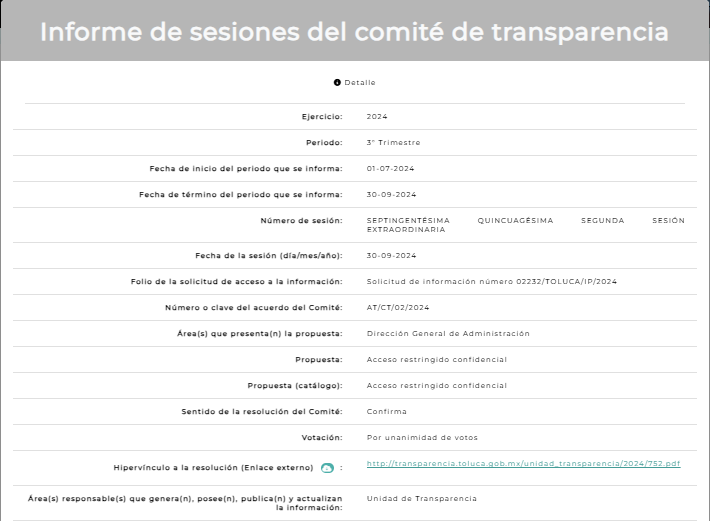 Informe de sesiones del comité de transparencia
Detalle
Ejercicio: 2024
Periodo: 3° Trimestre
Fecha de inicio del periodo que se informa: 01-07-2024
Fecha de término del periodo que se informa: 30-09-2024
Número de sesión: SEPTINGENTÉSIMA QUINCUAGÉSIMA SEGUNDA SESIÓN
EXTRAORDINARIA
Fecha de la sesión (día/mes/año): 30-09-2024
Folio de la solicitud de acceso a la información: Solicitud de información número 02232/TOLUCA/IP/2024
Número o clave del acuerdo del Comité: AT/CT/02/2024
Área(s) que presenta(n) la propuesta: Dirección General de Administración
Propuesta: Acceso restringido confidencial
Propuesta (catálogo): Acceso restringido confidencial
Sentido de la resolución del Comité: Confirma
Votación: Por unanimidad de votos
Hipervínculo a la resolución (Enlace externo) : http://transparencia.toluca.gob.mx/unidad_transparencia/2024/752.pdf
Área(s) responsable(s) que genera(n), posee(n), publica(n) y actualizan Unidad de Transparencia
la información: